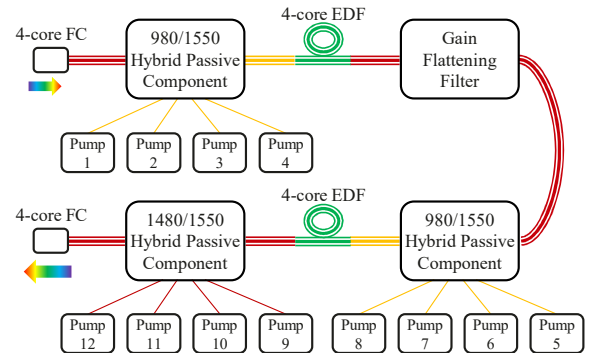 4-core FC
980/1550
Hybrid Passive
Component
4-core EDF
Gain
Flattening
Filter
Pump
1
Pump
2
Pump
3
Pump
4
4-core FC
1480/1550
Hybrid Passive
Component
4-core EDF
980/1550
Hybrid Passive
Component
Pump
12
Pump
11
Pump
10
Pump
9
Pump
8
Pump
7
Pump
6
Pump
5